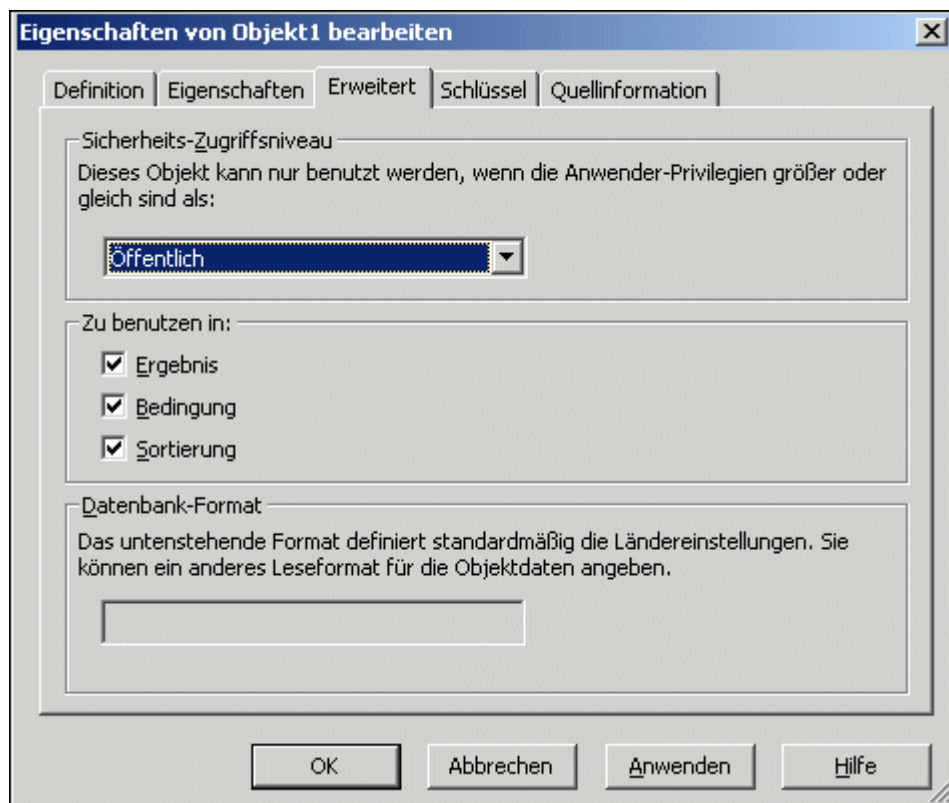 Eigenschaften von Objekt1 bearbeiten
Definition Eigenschaften Erweitert Schlüssel Quellinformation
Sicherheits-Zugriffsniveau
Dieses Objekt kann nur benutzt werden, wenn die Anwender-Privilegien größer oder
gleich sind als:
Öffentlich
Zu benutzen in:
Ergebnis
Bedingung
Sortierung
Datenbank-Format
Das untenstehende Format definiert standardmäßig die Ländereinstellungen. Sie
können ein anderes Leseformat für die Objektdaten angeben.
OK Abbrechen Anwenden Hilfe